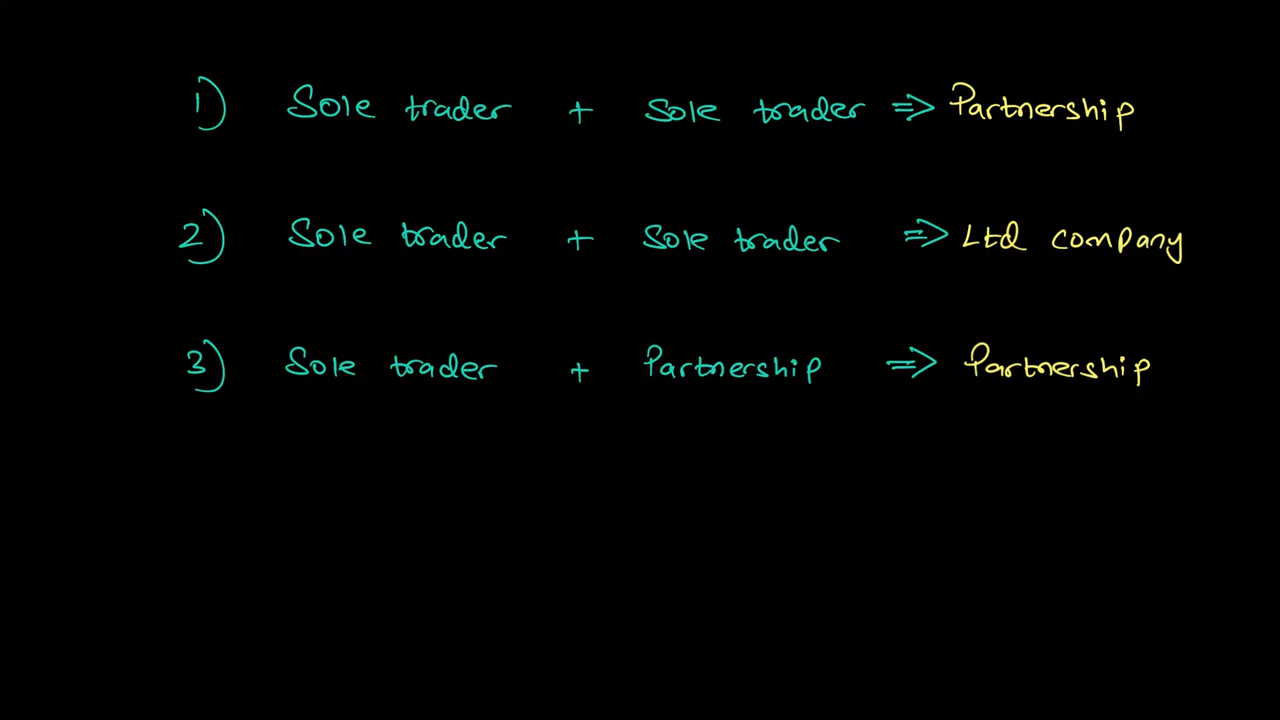 1) Sole trader + Sole trader => Partnership
2) Sole trader + Sole trader => Ltd company
3) Sole trader + Partnership => Partnership